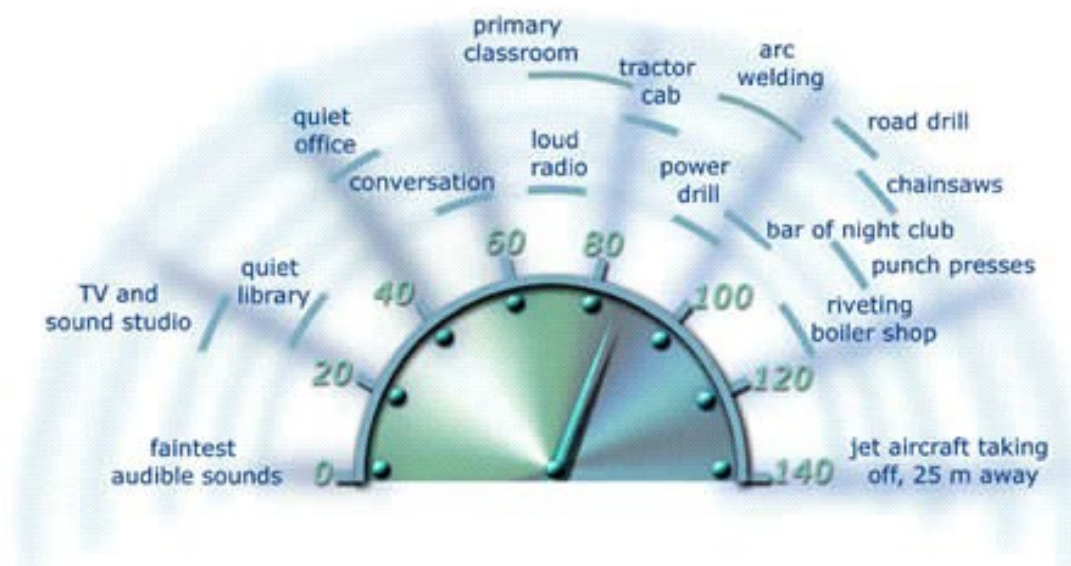 primary
classroom
tractor
cab
arc
welding
quiet
office
loud
radio
road drill
conversation
power
drill
chainsaws
bar of night club
TV and
sound studio
quiet
library
punch presses
riveting
boiler shop
0
20
40
60
80
100
120
140
faintest
audible sounds
jet aircraft taking
off, 25 m away